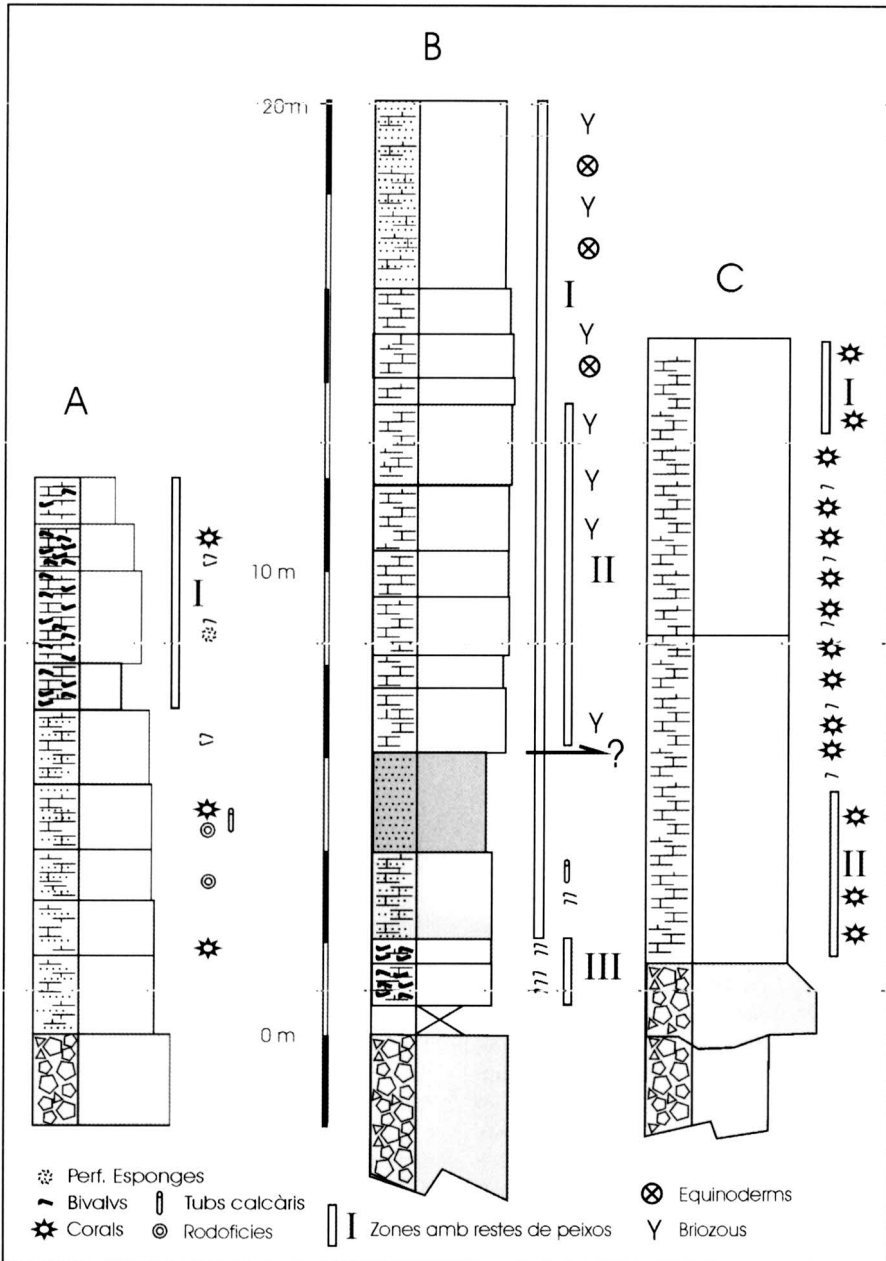 B
20m
C
I
I
A
II
10 m
I
?
II
III
0 m
Perf. Esponges
Bivalvs
Tubs calcàris
Corals
Rodoficies
I Zones amb restes de peixos
Equinoderms
Y Briozous